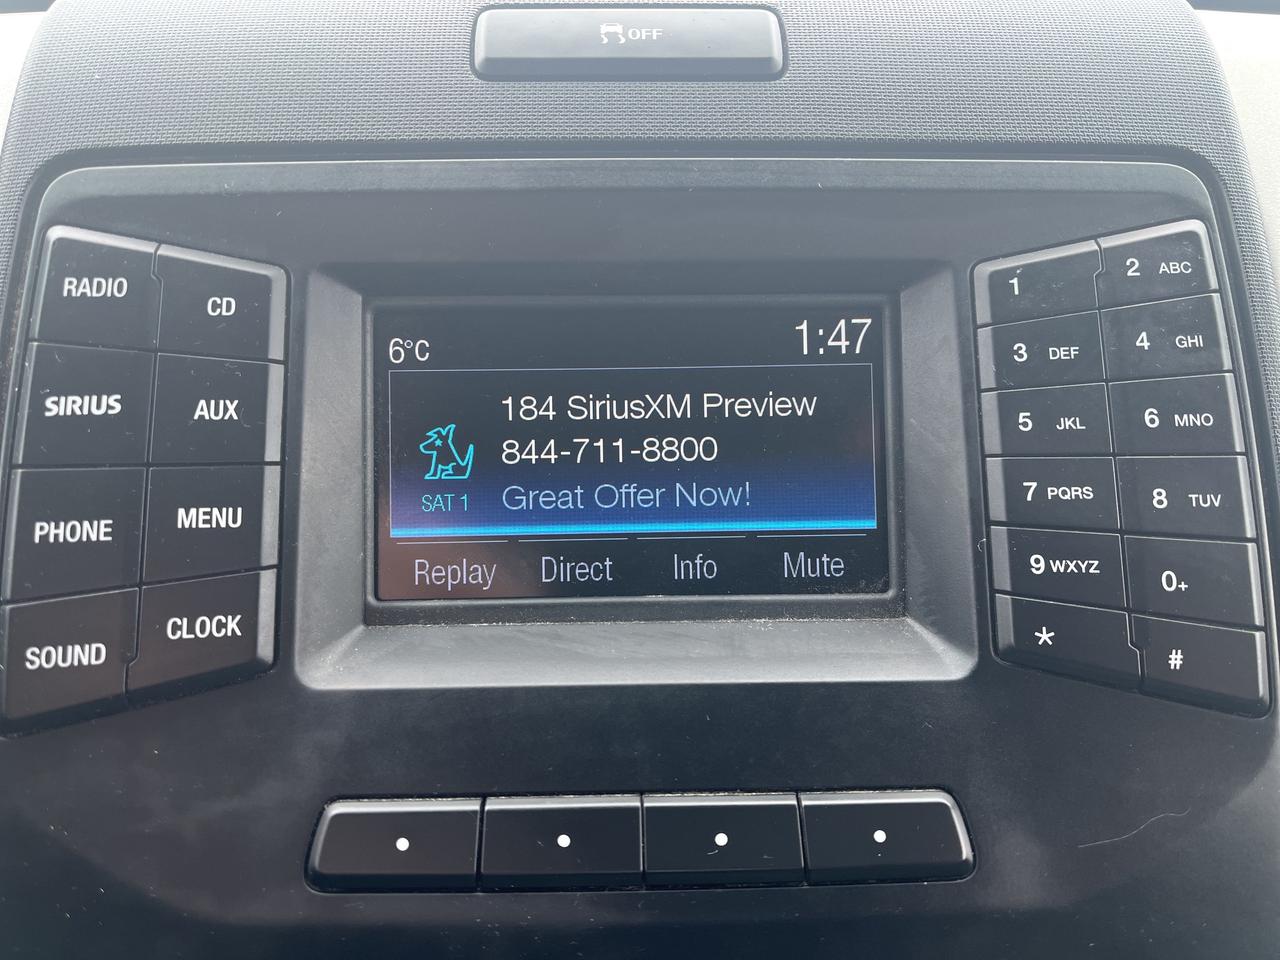 OFF
RADIO
CD
SIRIUS
AUX
PHONE
MENU
SOUND
CLOCK
6°C
1:47
184 SiriusXM Preview
844-711-8800
SAT 1
Great Offer Now!
Replay Direct Info Mute
1
2 ABC
3 DEF
4 GHI
5 JKL
6 MNO
7 PQRS
8 TUV
9 WXYZ
0+
*
#